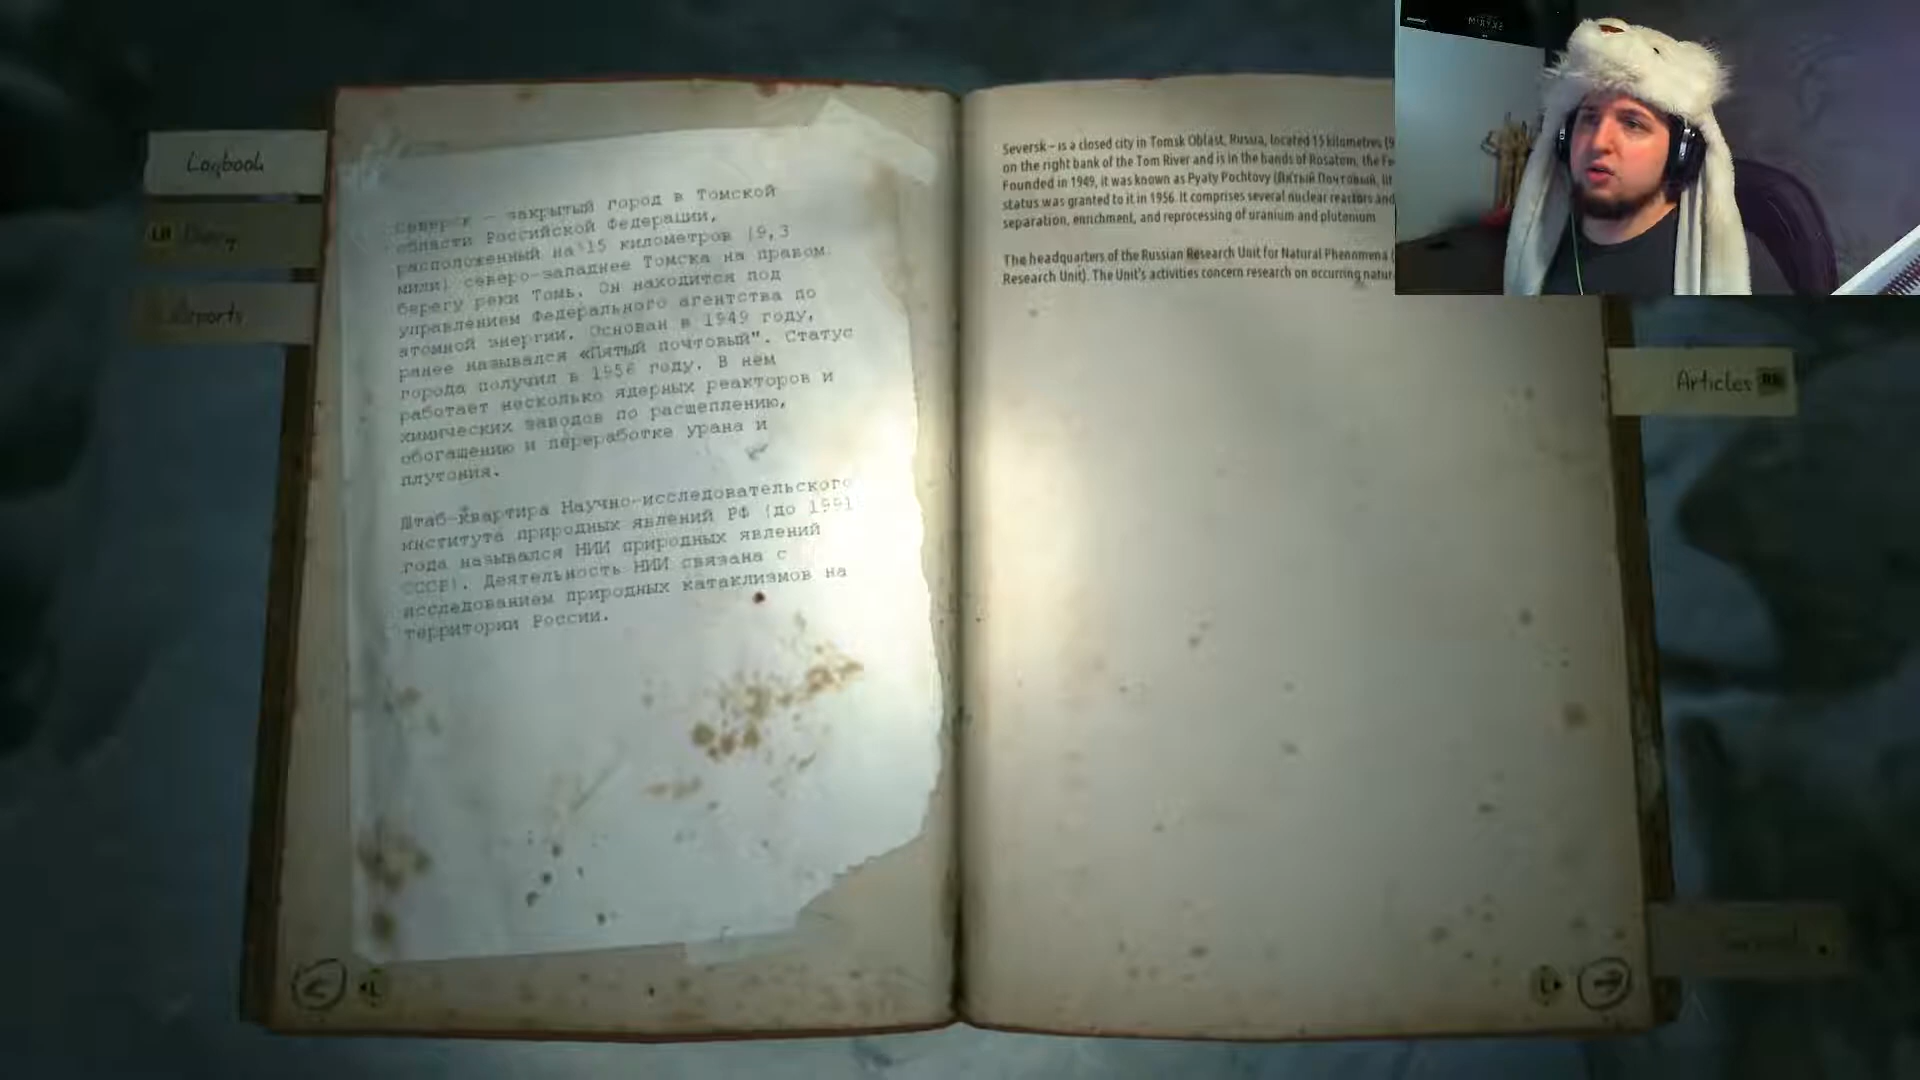 Logbook
LB
Reports
Северск – закрытый город в Томской
области Российской Федерации,
расположенный на 15 километров (9,3
мили) северо-западнее Томска на правом
берегу реки Томь. Он находится под
управлением Федерального агентства по
атомной энергии. Основан в 1949 году,
ранее назывался «Пятый почтовый". Статус
города получил в 1956 году. В нем
работает несколько ядерных реакторов и
химических заводов по расщеплению,
обогащению и переработке урана и
плутония.
Штаб-квартира Научно-исследовательского
института природных явлений РФ (до 1991
года назывался НИИ природных явлений
СССР). Деятельность НИИ связана с
исследованием природных катаклизмов на
территории России.
L
Seversk – is a closed city in Tomsk Oblast, Russia, located 15 kilometres (9
on the right bank of the Tom River and is in the hands of Rosatom, the
Founded in 1949, it was known as Pyaty Pochtovy (Пятый Почтовый, lit
status was granted to it in 1956. It comprises several nuclear reactors and
separation, enrichment, and reprocessing of uranium and plutonium
The headquarters of the Russian Research Unit for Natural Phenomena (
Research Unit). The Unit's activities concern research on occurring natur
Articles
L